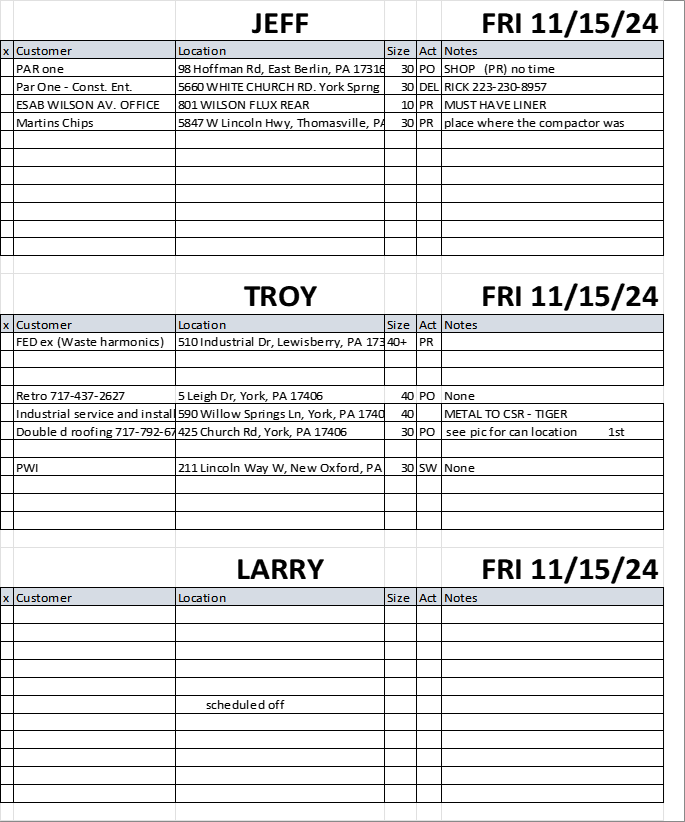 JEFF FRI 11/15/24
x Customer Location Size Act Notes
PAR one 98 Hoffman Rd, East Berlin, PA 17316 30 PO SHOP (PR) no time
Par One - Const. Ent. 5660 WHITE CHURCH RD. York Sprng 30 DEL RICK 223-230-8957
ESAB WILSON AV. OFFICE 801 WILSON FLUX REAR 10 PR MUST HAVE LINER
Martins Chips 5847 W Lincoln Hwy, Thomasville, PA 30 PR place where the compactor was
TROY FRI 11/15/24
x Customer Location Size Act Notes
FED ex (Waste harmonics) 510 Industrial Dr, Lewisberry, PA 173 40+ PR
Retro 717-437-2627 5 Leigh Dr, York, PA 17406 40 PO None
Industrial service and install 590 Willow Springs Ln, York, PA 1740 40 METAL TO CSR - TIGER
Double d roofing 717-792-67 425 Church Rd, York, PA 17406 30 PO see pic for can location 1st
PWI 211 Lincoln Way W, New Oxford, PA 30 SW None
LARRY FRI 11/15/24
x Customer Location Size Act Notes
scheduled off